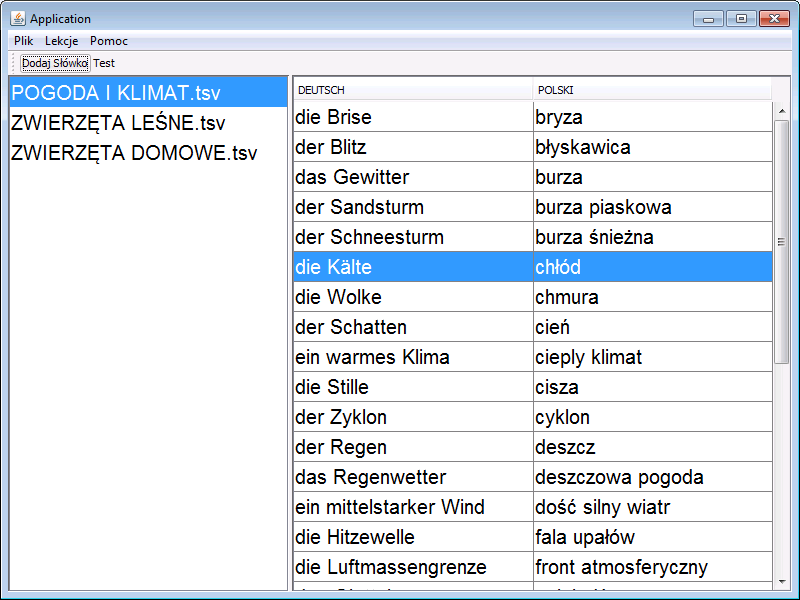 Application
Plik Lekcje Pomoc
Dodaj Słówko Test
POGODA I KLIMAT.tsv
ZWIERZĘTA LEŚNE.tsv
ZWIERZĘTA DOMOWE.tsv
DEUTSCH POLSKI
die Brise bryza
der Blitz błyskawica
das Gewitter burza
der Sandsturm burza piaskowa
der Schneesturm burza śnieżna
die Kälte chłód
die Wolke chmura
der Schatten cień
ein warmes Klima cieply klimat
die Stille cisza
der Zyklon cyklon
der Regen deszcz
das Regenwetter deszczowa pogoda
ein mittelstarker Wind dość silny wiatr
die Hitzewelle fala upałów
die Luftmassengrenze front atmosferyczny